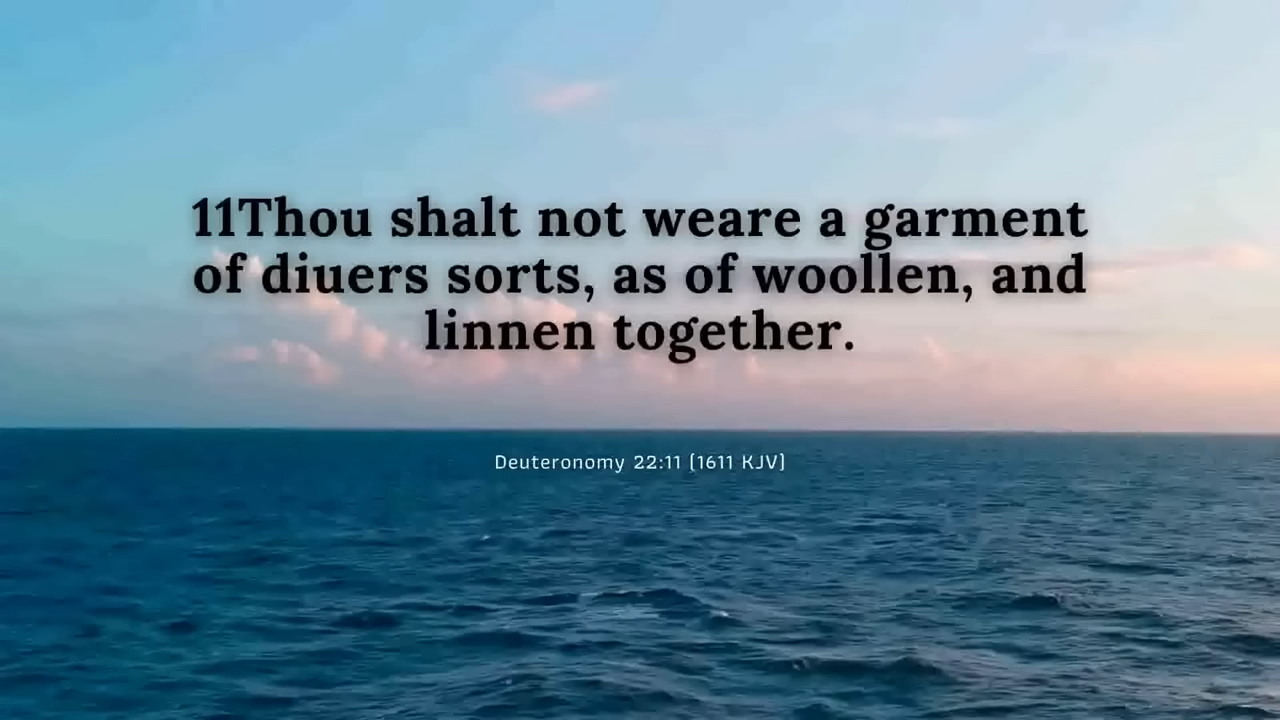 11Thou shalt not weare a garment
of diuers sorts, as of woollen, and
linnen together.
Deuteronomy 22:11 (1611 KJV)